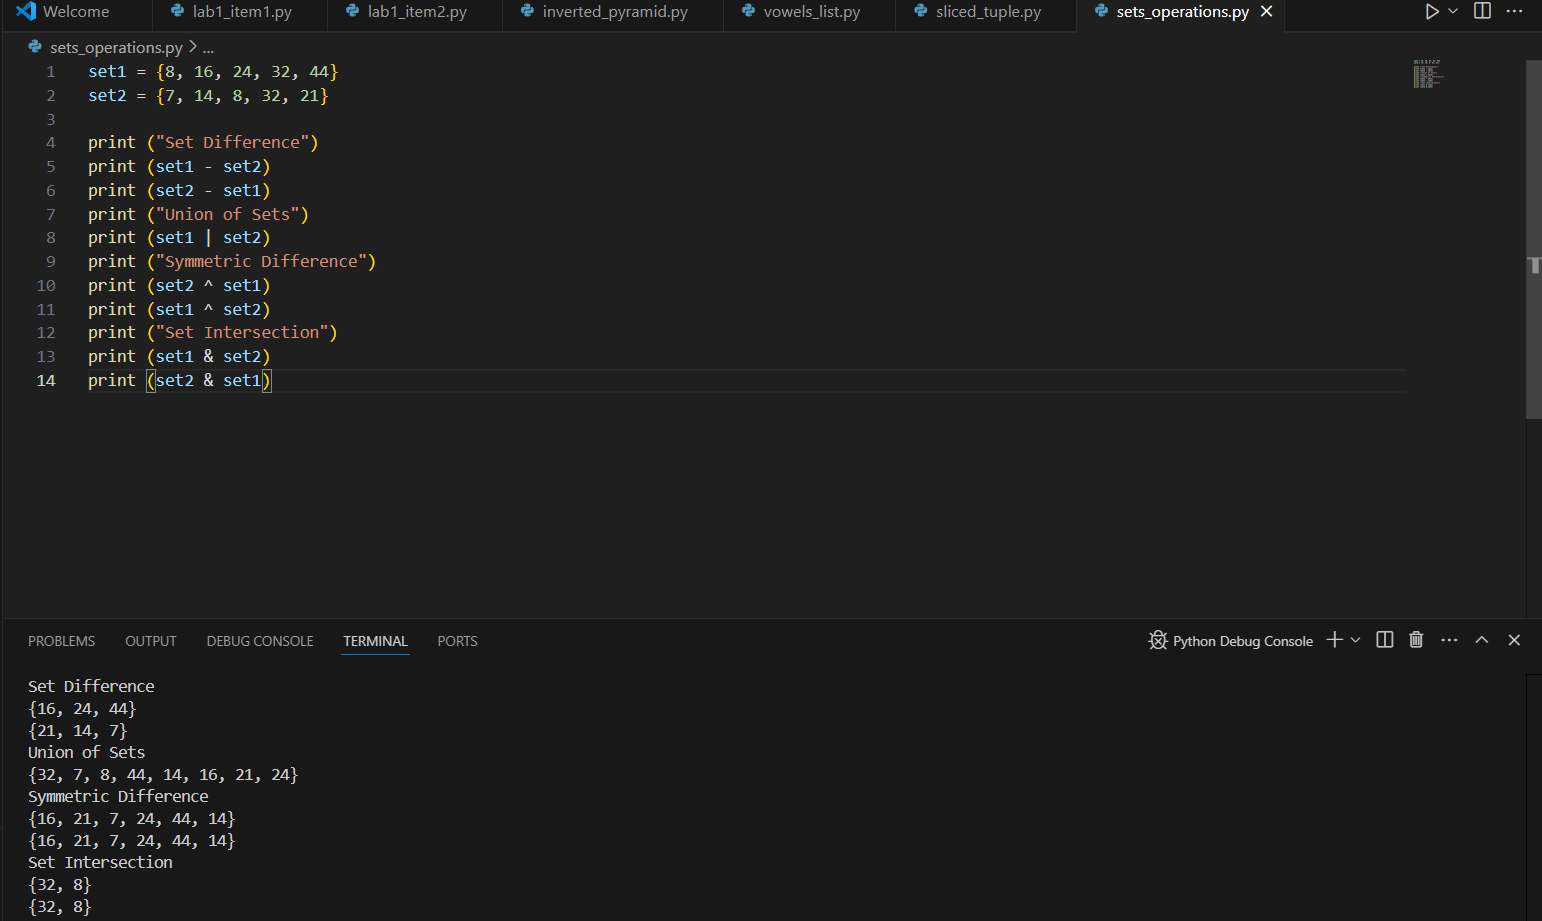 Welcome lab1_item1.py lab1_item2.py inverted_pyramid.py vowels_list.py sliced_tuple.py sets_operations.py
sets_operations.py > ...
1 set1 = {8, 16, 24, 32, 44}
2 set2 = {7, 14, 8, 32, 21}
3
4 print ("Set Difference")
5 print (set1 - set2)
6 print (set2 - set1)
7 print ("Union of Sets")
8 print (set1 | set2)
9 print ("Symmetric Difference")
10 print (set2 ^ set1)
11 print (set1 ^ set2)
12 print ("Set Intersection")
13 print (set1 & set2)
14 print (set2 & set1)
PROBLEMS OUTPUT DEBUG CONSOLE TERMINAL PORTS Python Debug Console
Set Difference
{16, 24, 44}
{21, 14, 7}
Union of Sets
{32, 7, 8, 44, 14, 16, 21, 24}
Symmetric Difference
{16, 21, 7, 24, 44, 14}
{16, 21, 7, 24, 44, 14}
Set Intersection
{32, 8}
{32, 8}